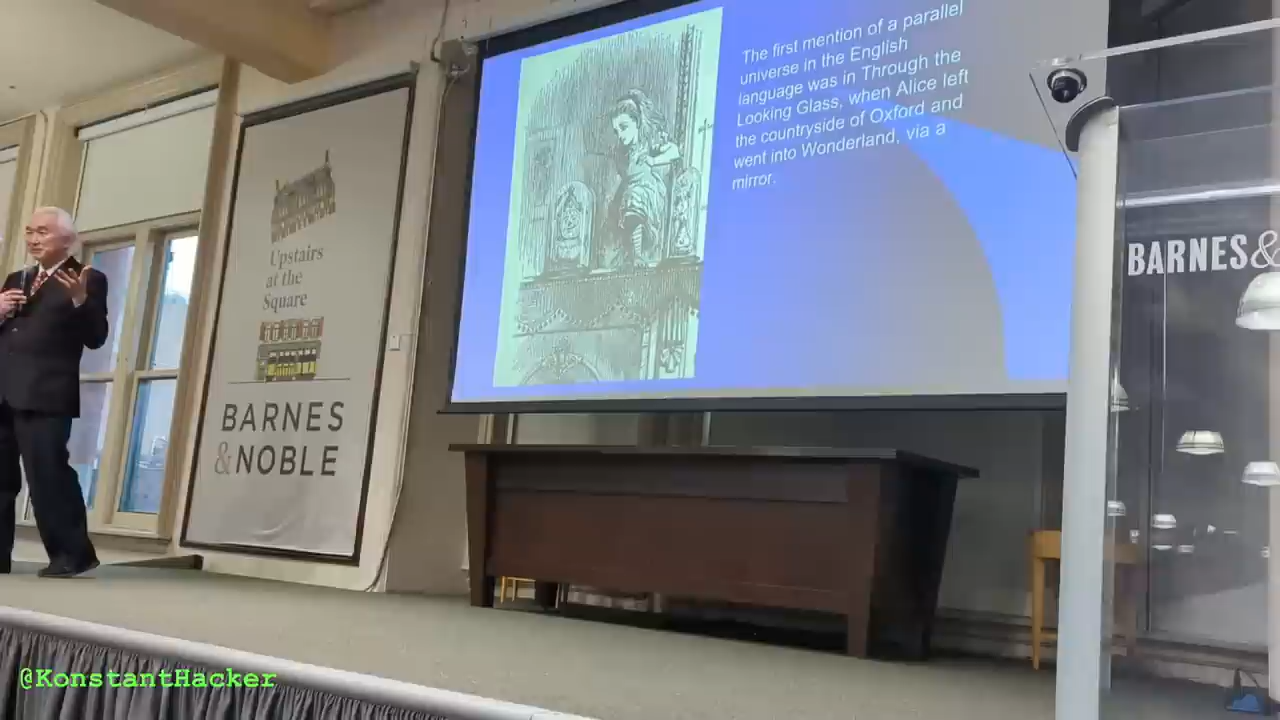 The first mention of a parallel
universe in the English
language was in Through the
Looking Glass, when Alice left
the countryside of Oxford and
went into Wonderland, via a
mirror.
Upstairs
at the
Square
BARNES
&NOBLE
BARNES&
@KonstantHacker